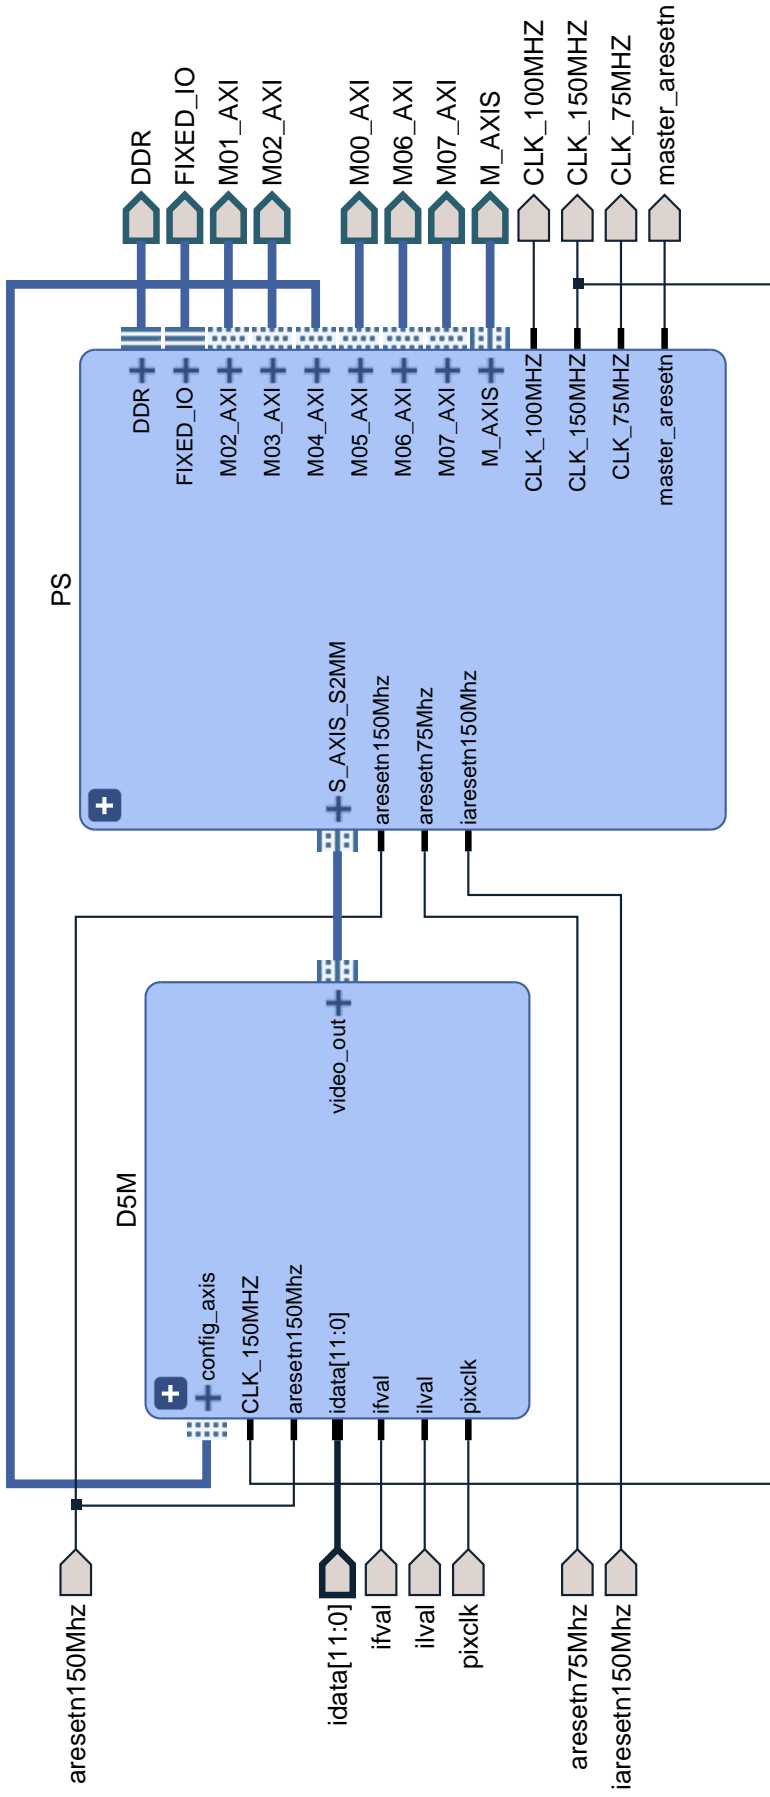 aresetn150Mhz
idata[11:0]
ifval
ilval
pixclk
aresetn75Mhz
iaresetn150Mhz
D5M
config_axis
CLK_150MHZ
aresetn150Mhz
idata[11:0]
ifval
ilval
pixclk
video_out
PS
S_AXIS_S2MM
aresetn150Mhz
aresetn75Mhz
iaresetn150Mhz
DDR
FIXED_IO
M02_AXI
M03_AXI
M04_AXI
M05_AXI
M06_AXI
M07_AXI
M_AXIS
CLK_100MHZ
CLK_150MHZ
CLK_75MHZ
master_aresetn
DDR
FIXED_IO
M01_AXI
M02_AXI
M00_AXI
M06_AXI
M07_AXI
M_AXIS
CLK_100MHZ
CLK_150MHZ
CLK_75MHZ
master_aresetn